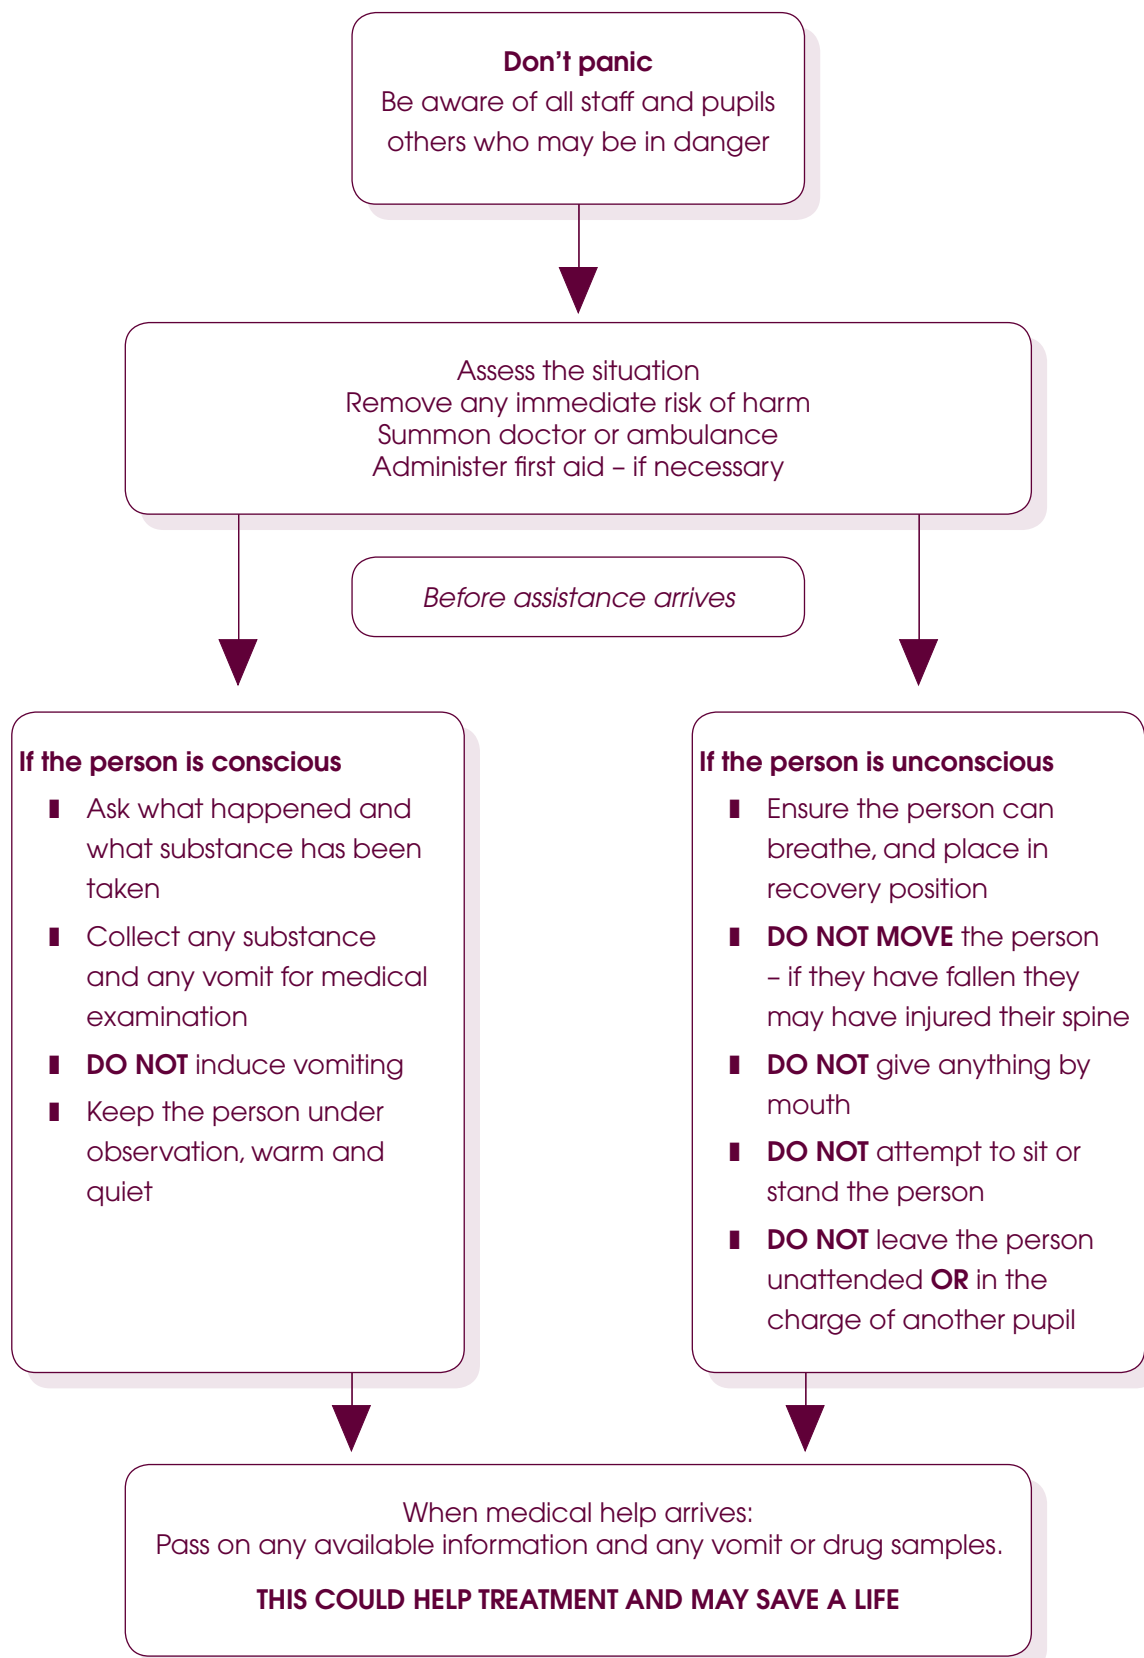 Don't panic
Be aware of all staff and pupils
others who may be in danger
Assess the situation
Remove any immediate risk of harm
Summon doctor or ambulance
Administer first aid – if necessary
Before assistance arrives
If the person is conscious
Ask what happened and
what substance has been
taken
Collect any substance
and any vomit for medical
examination
DO NOT induce vomiting
Keep the person under
observation, warm and
quiet
If the person is unconscious
Ensure the person can
breathe, and place in
recovery position
DO NOT MOVE the person
– if they have fallen they
may have injured their spine
DO NOT give anything by
mouth
DO NOT attempt to sit or
stand the person
DO NOT leave the person
unattended OR in the
charge of another pupil
When medical help arrives:
Pass on any available information and any vomit or drug samples.
THIS COULD HELP TREATMENT AND MAY SAVE A LIFE